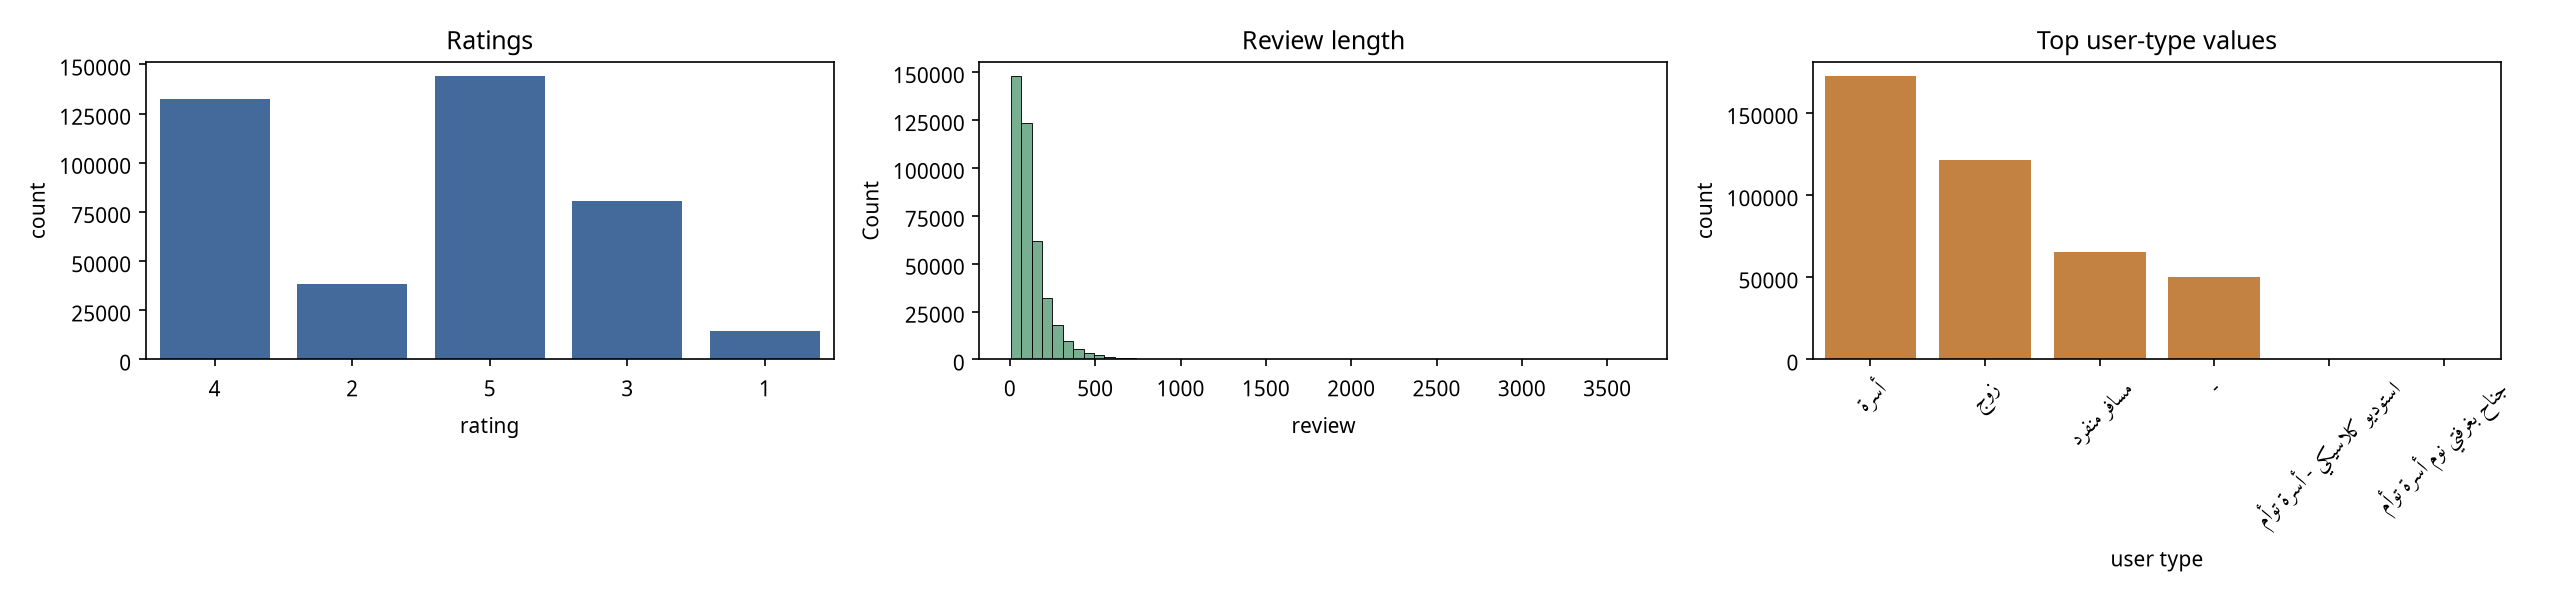 Ratings
150000
125000
100000
75000
50000
25000
0
count
4 2 5 3 1
rating
Review length
150000
125000
100000
75000
50000
25000
0
Count
0 500 1000 1500 2000 2500 3000 3500
review
Top user-type values
150000
100000
50000
0
count
أسرة
زوج
مسافر منفرد
-
استوديو كلاسيكي - أسرة توأم
جناح بغرفتي نوم أسرة توأم
user type